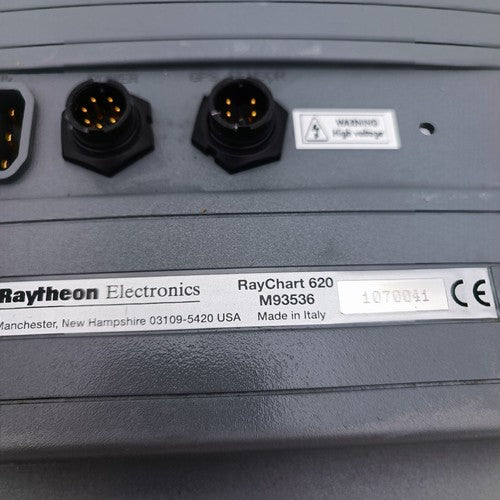 WARNING
High voltage
Raytheon Electronics
RayChart 620
M93536
1070041
CE
Manchester, New Hampshire 03109-5420 USA
Made in Italy